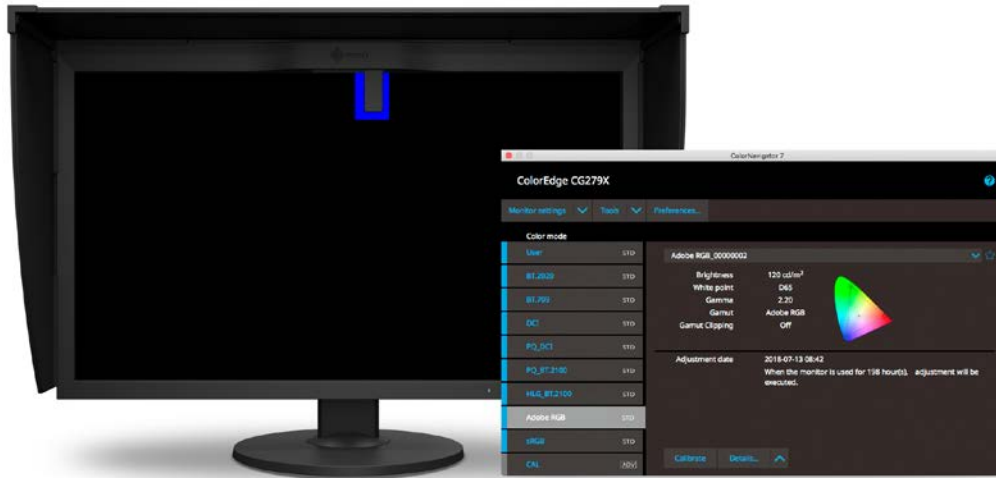 ColorNavigator 7
ColorEdge CG279X
Monitor settings Tools Preferences...
Color mode
User STD
BT.2020 STD
BT.709 STD
DCI STD
PQ_DCI STD
PQ_BT.2100 STD
HLG_BT.2100 STD
Adobe RGB STD
sRGB STD
CAL ADV
Adobe RGB_00000002
Brightness 120 cd/m²
White point D65
Gamma 2.20
Gamut Adobe RGB
Gamut Clipping Off
Adjustment date 2018-07-13 08:42
When the monitor is used for 198 hour(s), adjustment will be
executed.
Calibrate Details...